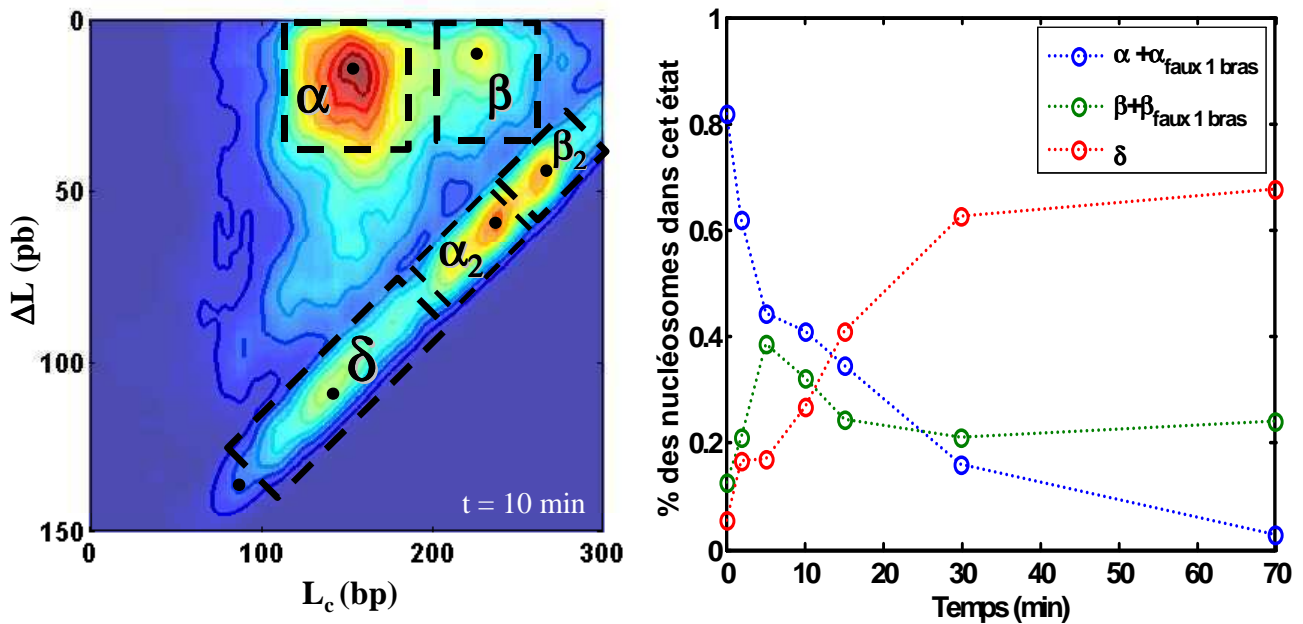 0
50
100
150
ΔL (pb)
α
β
β2
α2
δ
t = 10 min
0
100
200
300
Lc (bp)
% des nucléosomes dans cet état
1
0.8
0.6
0.4
0.2
0
α +αfaux 1 bras
β+βfaux 1 bras
δ
0
10
20
30
40
50
60
70
Temps (min)